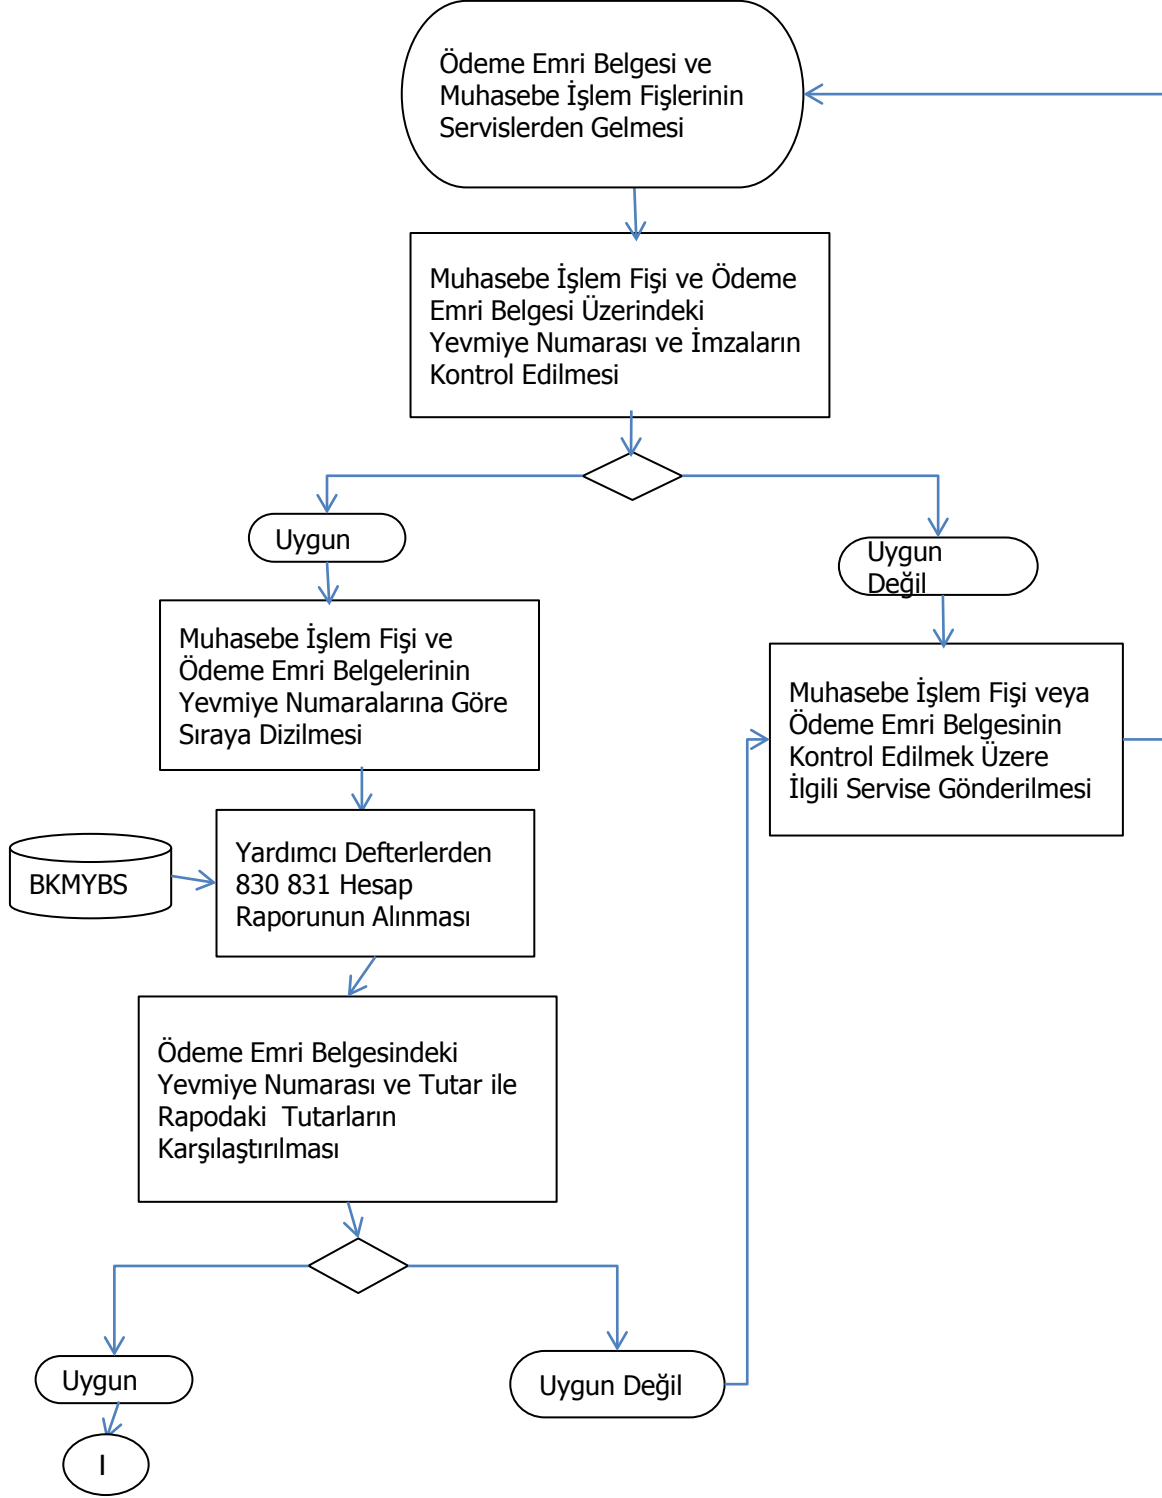 Ödeme Emri Belgesi ve
Muhasebe İşlem Fişlerinin
Servislerden Gelmesi
Muhasebe İşlem Fişi ve Ödeme
Emri Belgesi Üzerindeki
Yevmiye Numarası ve İmzaların
Kontrol Edilmesi
Uygun
Uygun
Değil
Muhasebe İşlem Fişi ve
Ödeme Emri Belgelerinin
Yevmiye Numaralarına Göre
Sıraya Dizilmesi
Muhasebe İşlem Fişi veya
Ödeme Emri Belgesinin
Kontrol Edilmek Üzere
İlgili Servise Gönderilmesi
BKMYBS
Yardımcı Defterlerden
830 831 Hesap
Raporunun Alınması
Ödeme Emri Belgesindeki
Yevmiye Numarası ve Tutar ile
Rapodaki  Tutarların
Karşılaştırılması
Uygun
Uygun Değil
I